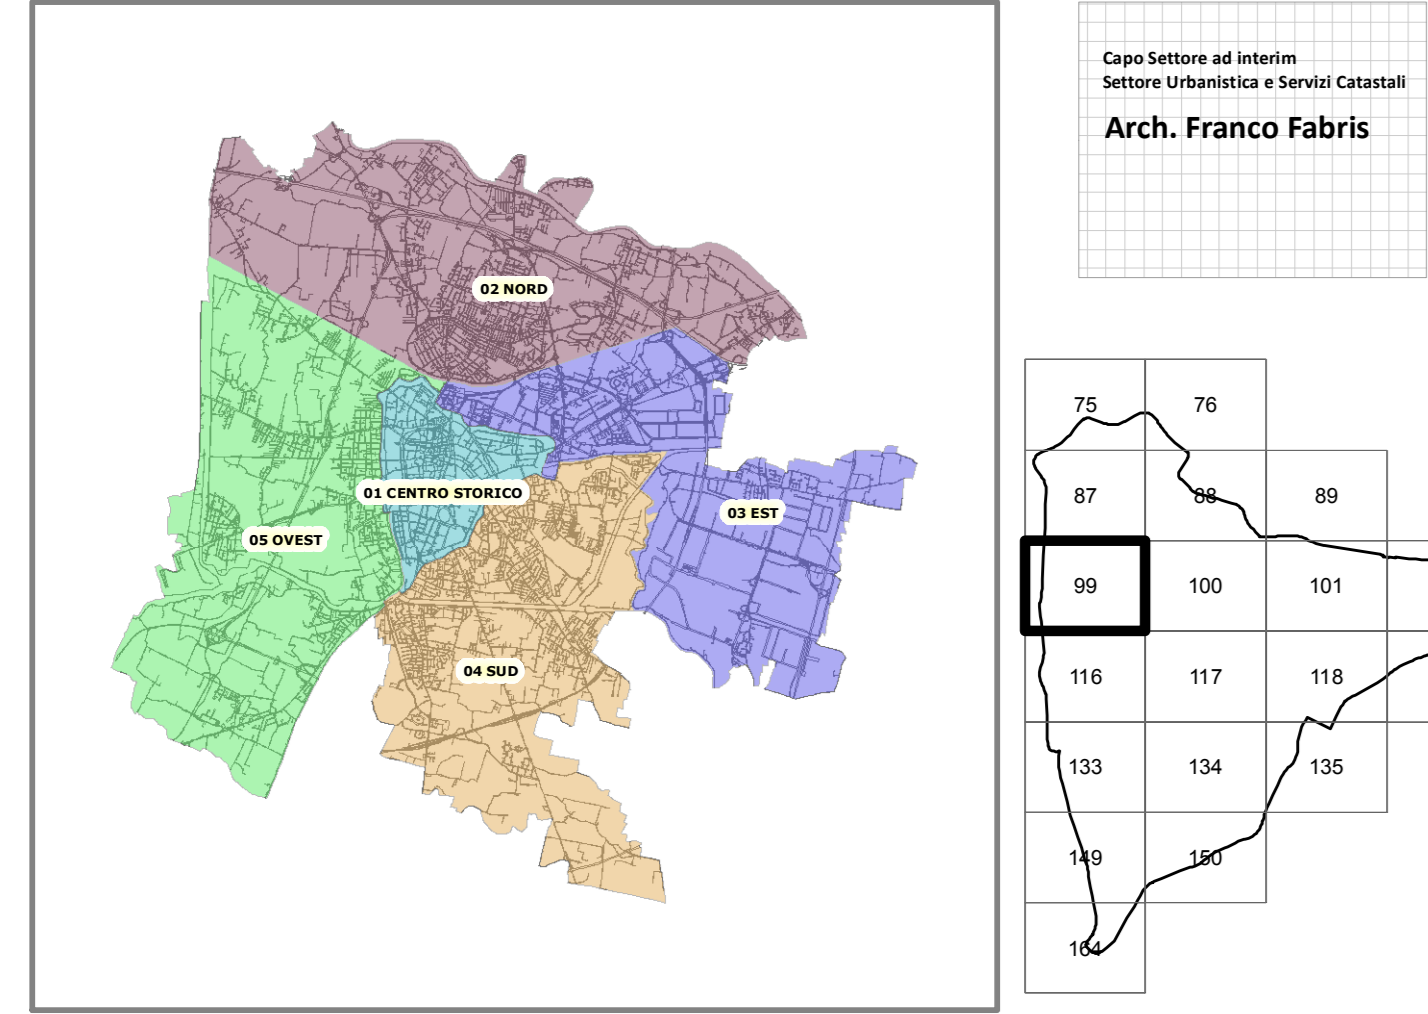 02 NORD
01 CENTRO STORICO
03 EST
05 OVEST
04 SUD
Capo Settore ad interim
Settore Urbanistica e Servizi Catastali
Arch. Franco Fabris
75 76
87 88 89
99 100 101
116 117 118
133 134 135
149 150
164